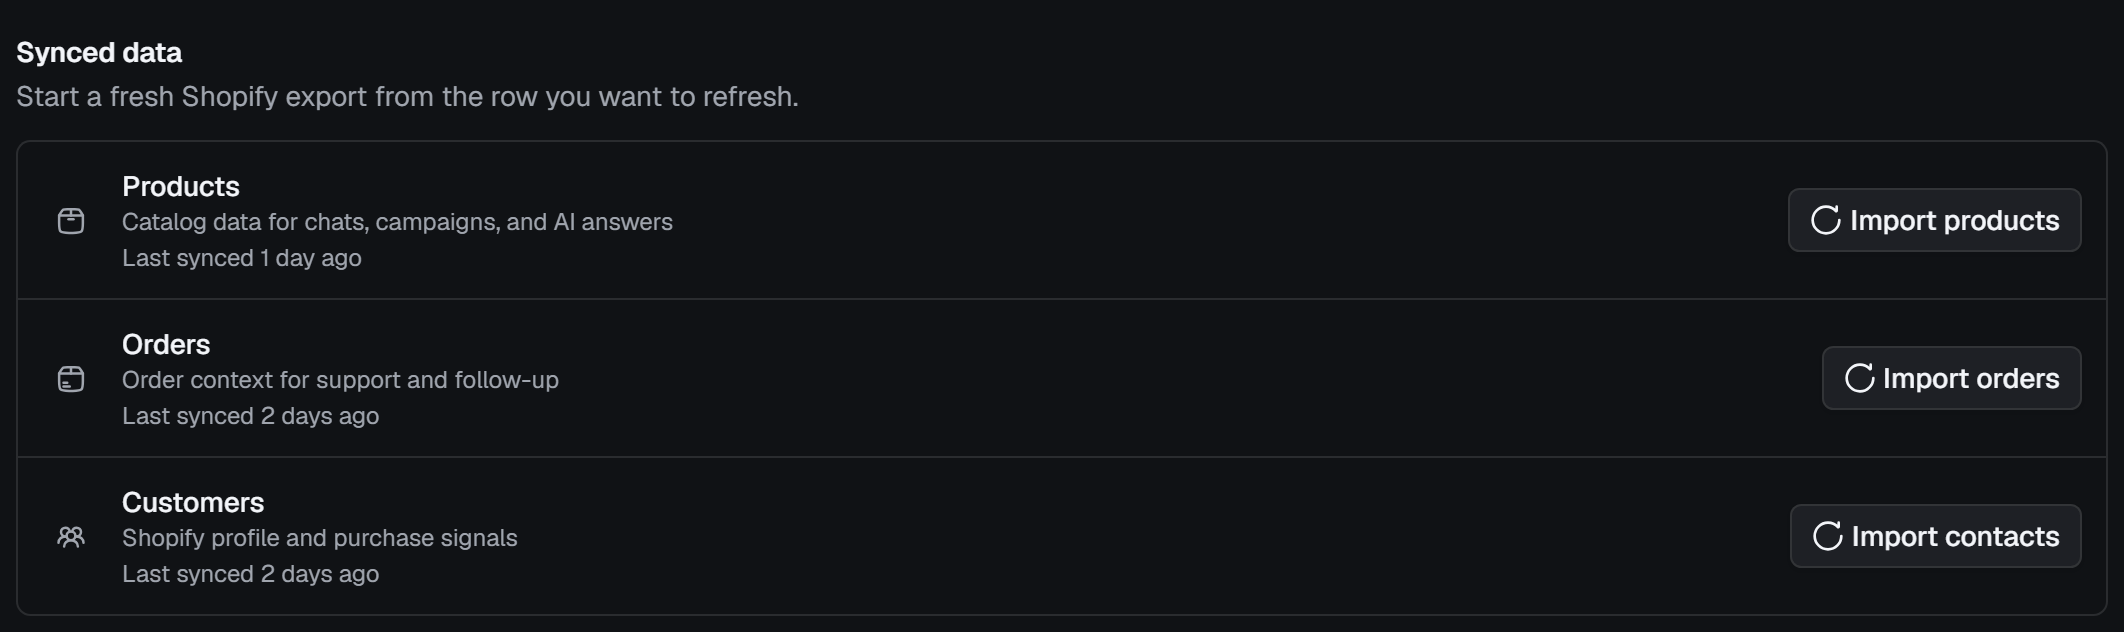 Synced data
Start a fresh Shopify export from the row you want to refresh.
Products
Catalog data for chats, campaigns, and AI answers
Last synced 1 day ago
Import products
Orders
Order context for support and follow-up
Last synced 2 days ago
Import orders
Customers
Shopify profile and purchase signals
Last synced 2 days ago
Import contacts